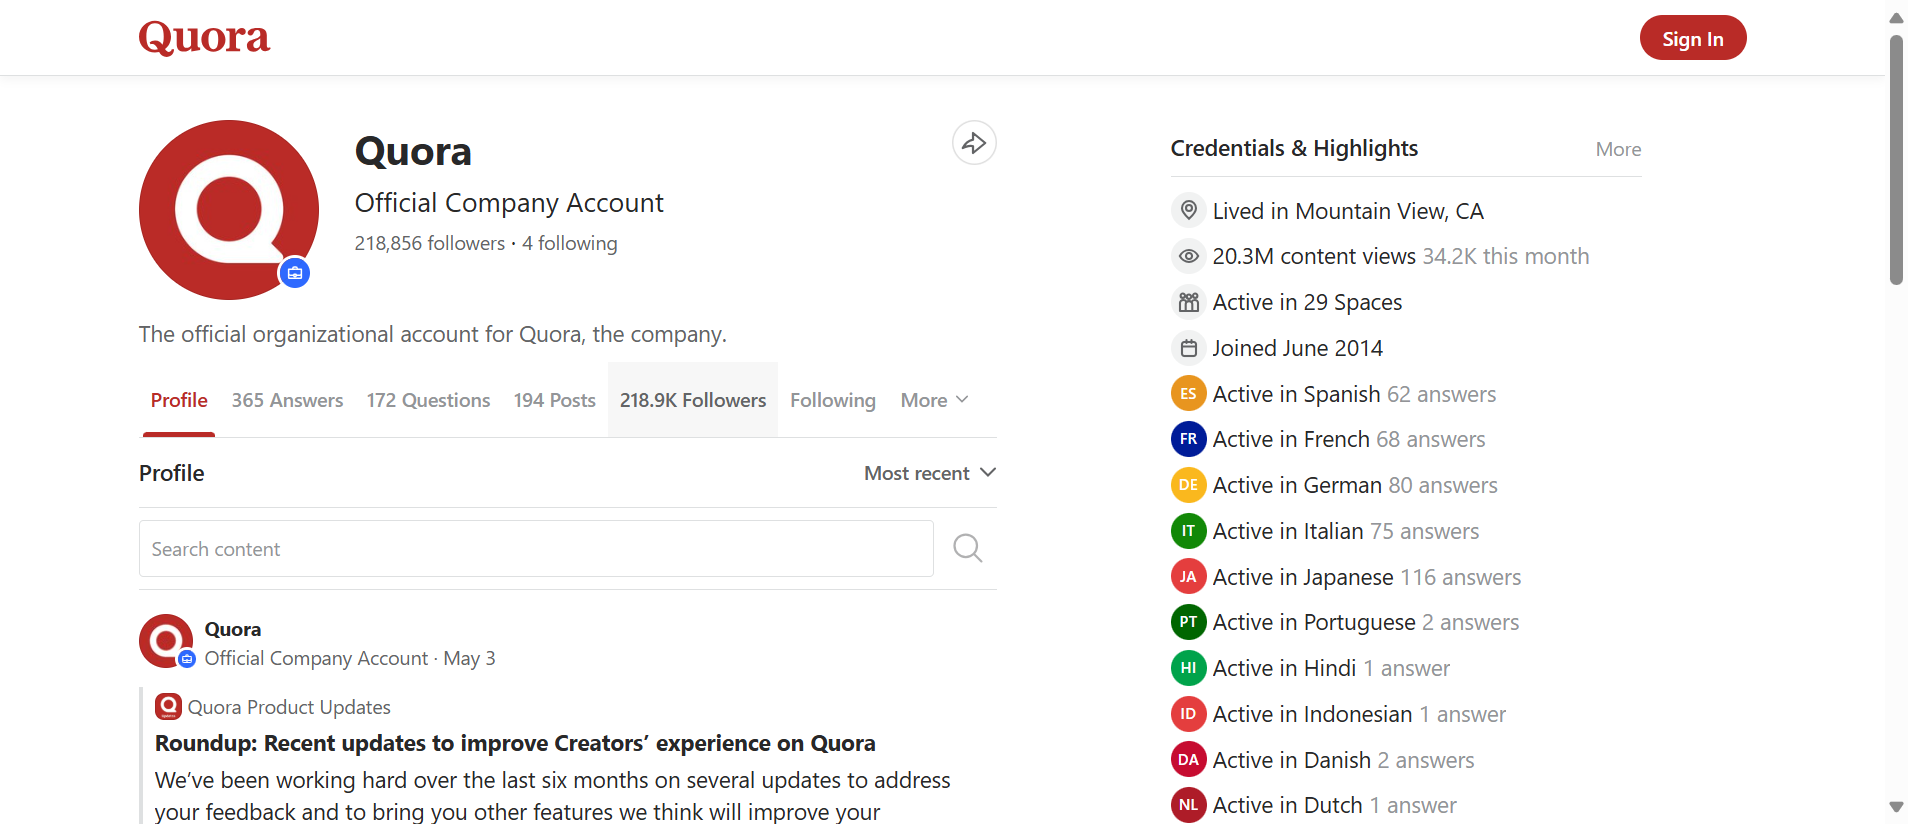 Quora
Sign In
Quora
Official Company Account
218,856 followers · 4 following
The official organizational account for Quora, the company.
Profile
365 Answers
172 Questions
194 Posts
218.9K Followers
Following
More
Profile
Most recent
Search content
Quora
Official Company Account · May 3
Quora Product Updates
Roundup: Recent updates to improve Creators’ experience on Quora
We’ve been working hard over the last six months on several updates to address
your feedback and to bring you other features we think will improve your
Credentials & Highlights
More
Lived in Mountain View, CA
20.3M content views 34.2K this month
Active in 29 Spaces
Joined June 2014
ES Active in Spanish 62 answers
FR Active in French 68 answers
DE Active in German 80 answers
IT Active in Italian 75 answers
JA Active in Japanese 116 answers
PT Active in Portuguese 2 answers
HI Active in Hindi 1 answer
ID Active in Indonesian 1 answer
DA Active in Danish 2 answers
NL Active in Dutch 1 answer